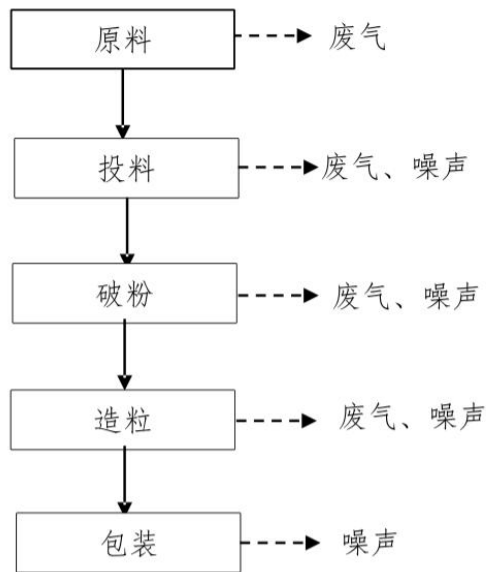 原料 废气
投料 废气、噪声
破粉 废气、噪声
造粒 废气、噪声
包装 噪声